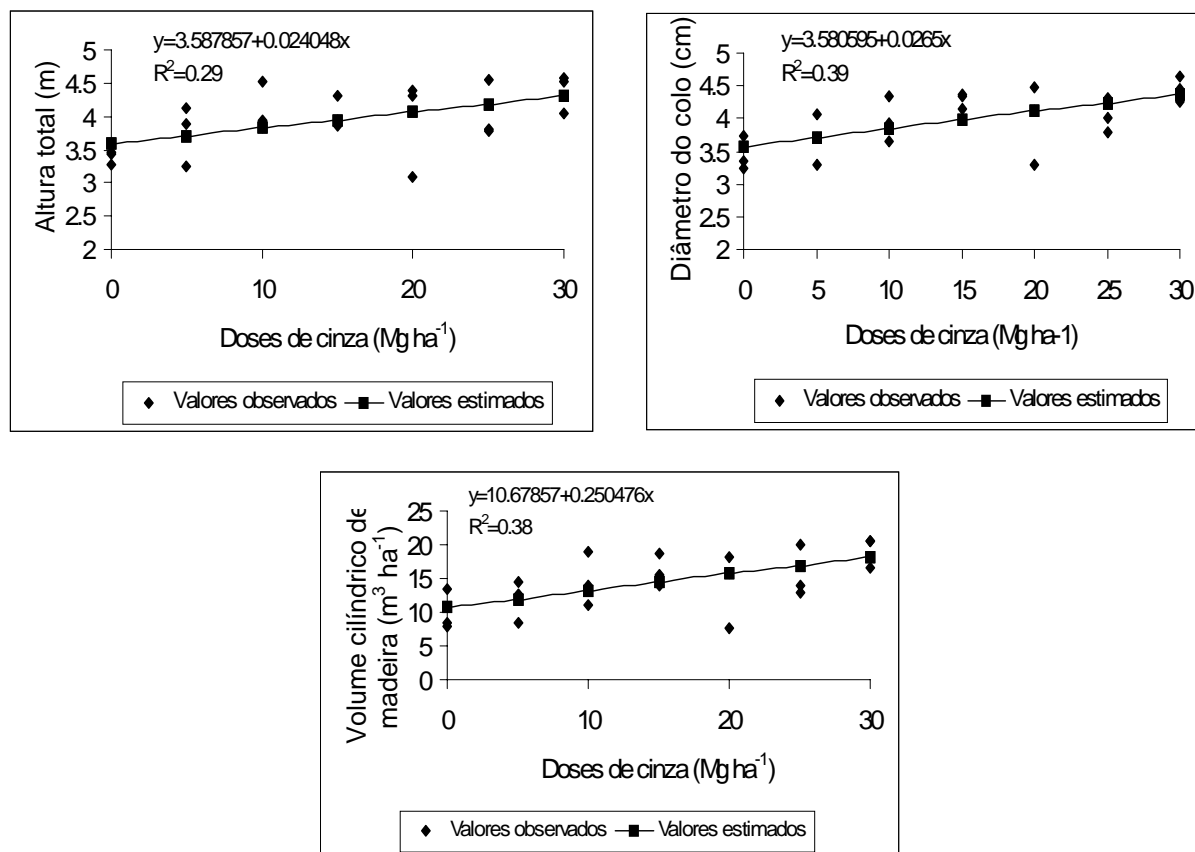 y=3.587857+0.024048x
R²=0.29
Altura total (m)
5
4.5
4
3.5
3
2.5
2
0 10 20 30
Doses de cinza (Mg ha⁻¹)
Valores observados Valores estimados
y=3.580595+0.0265x
R²=0.39
Diâmetro do colo (cm)
5
4.5
4
3.5
3
2.5
2
0 5 10 15 20 25 30
Doses de cinza (Mg ha-1)
Valores observados Valores estimados
y=10.67857+0.250476x
R²=0.38
Volume cilíndrico de
madeira (m³ ha⁻¹)
25
20
15
10
5
0
0 10 20 30
Doses de cinza (Mg ha⁻¹)
Valores observados Valores estimados